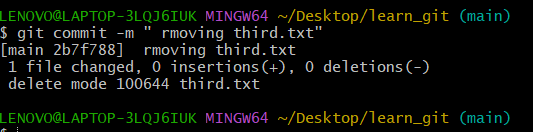 LENOVO@LAPTOP-3LQJ6IUK MINGW64 ~/Desktop/learn_git (main)
$ git commit -m " rmoving third.txt"
[main 2b7f788]  rmoving third.txt
 1 file changed, 0 insertions(+), 0 deletions(-)
 delete mode 100644 third.txt

LENOVO@LAPTOP-3LQJ6IUK MINGW64 ~/Desktop/learn_git (main)
$